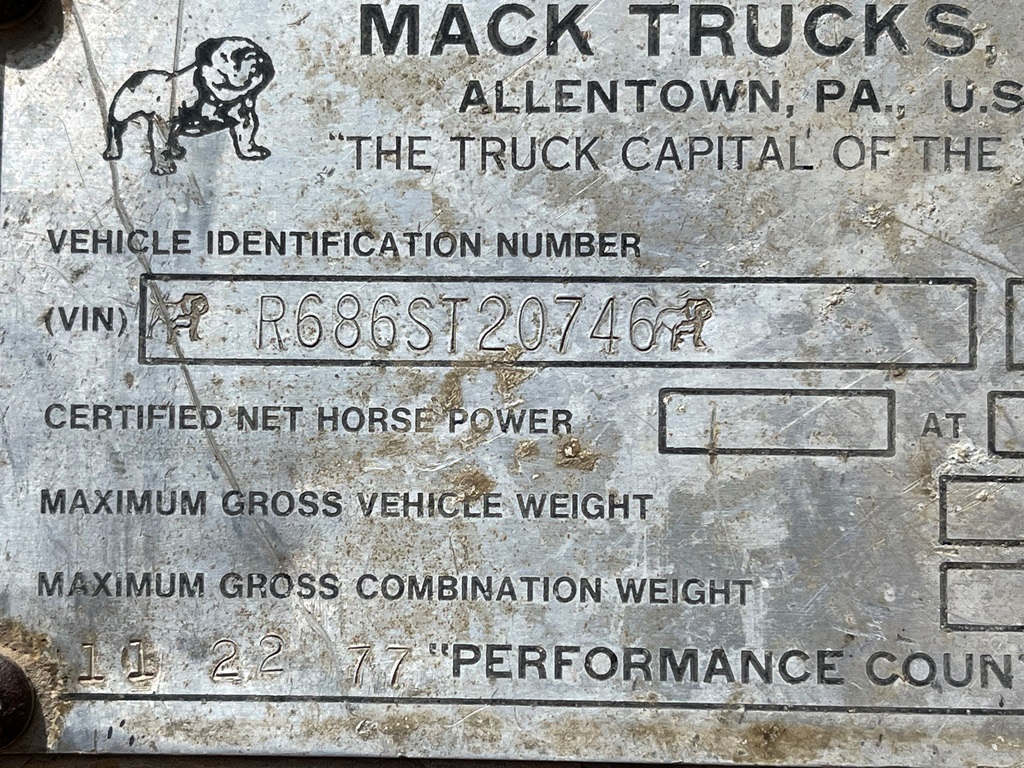 MACK TRUCKS,
ALLENTOWN, PA., U.S
"THE TRUCK CAPITAL OF THE
VEHICLE IDENTIFICATION NUMBER
(VIN) R686ST20746
CERTIFIED NET HORSE POWER AT
MAXIMUM GROSS VEHICLE WEIGHT
MAXIMUM GROSS COMBINATION WEIGHT
11 22 77 "PERFORMANCE COUN